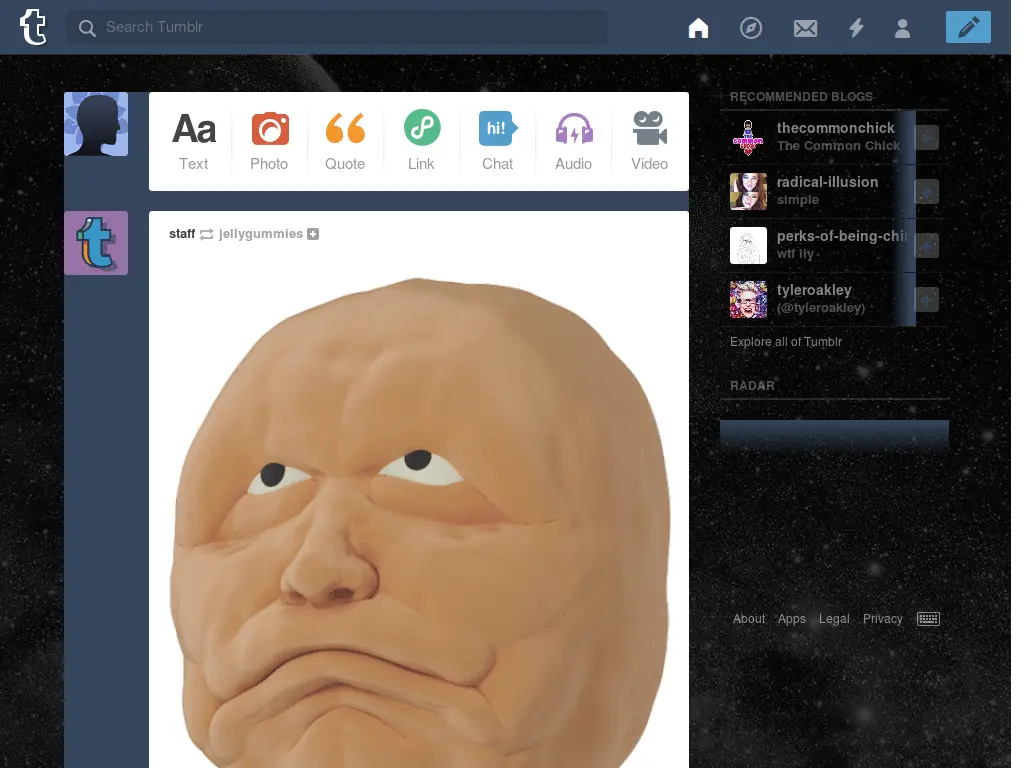 Search Tumblr
Aa
hi!
Text
Photo
Quote
Link
Chat
Audio
Video
staff jellygummies
RECOMMENDED BLOGS
thecommonchick
The Common Chick
radical-illusion
simple
perks-of-being-chi
wtf ily
tyleroakley
(@tyleroakley)
Explore all of Tumblr
RADAR
About Apps Legal Privacy